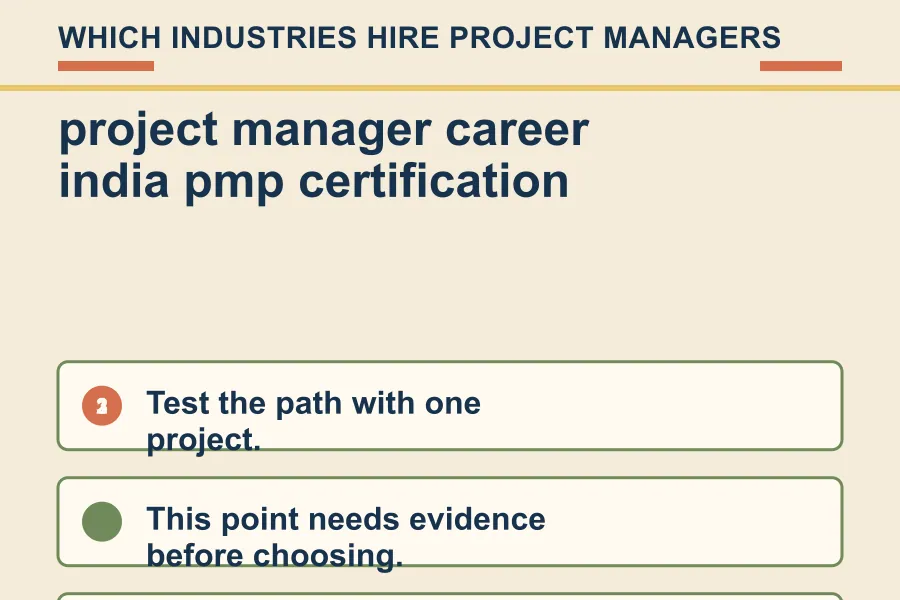 WHICH INDUSTRIES HIRE PROJECT MANAGERS
project manager career
india pmp certification
Test the path with one
project.
This point needs evidence
before choosing.